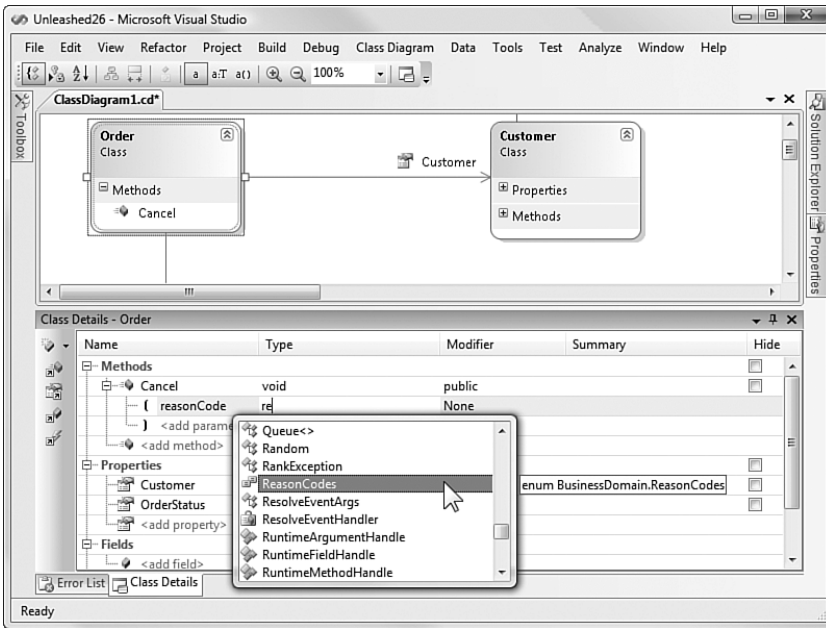 Unleashed26 - Microsoft Visual Studio
File Edit View Refactor Project Build Debug Class Diagram Data Tools Test Analyze Window Help
a a:T a() 100%
ClassDiagram1.cd*
Toolbox
Order
Class
Methods
Cancel
Customer
Customer
Class
Properties
Methods
Solution Explorer
Properties
Class Details - Order
Name Type Modifier Summary Hide
Methods
Cancel void public
( reasonCode re None
) <add parame
<add method>
Properties
Customer
OrderStatus
<add property>
Fields
<add field>
Queue<>
Random
RankException
ReasonCodes
enum BusinessDomain.ReasonCodes
ResolveEventArgs
ResolveEventHandler
RuntimeArgumentHandle
RuntimeFieldHandle
RuntimeMethodHandle
Error List Class Details
Ready